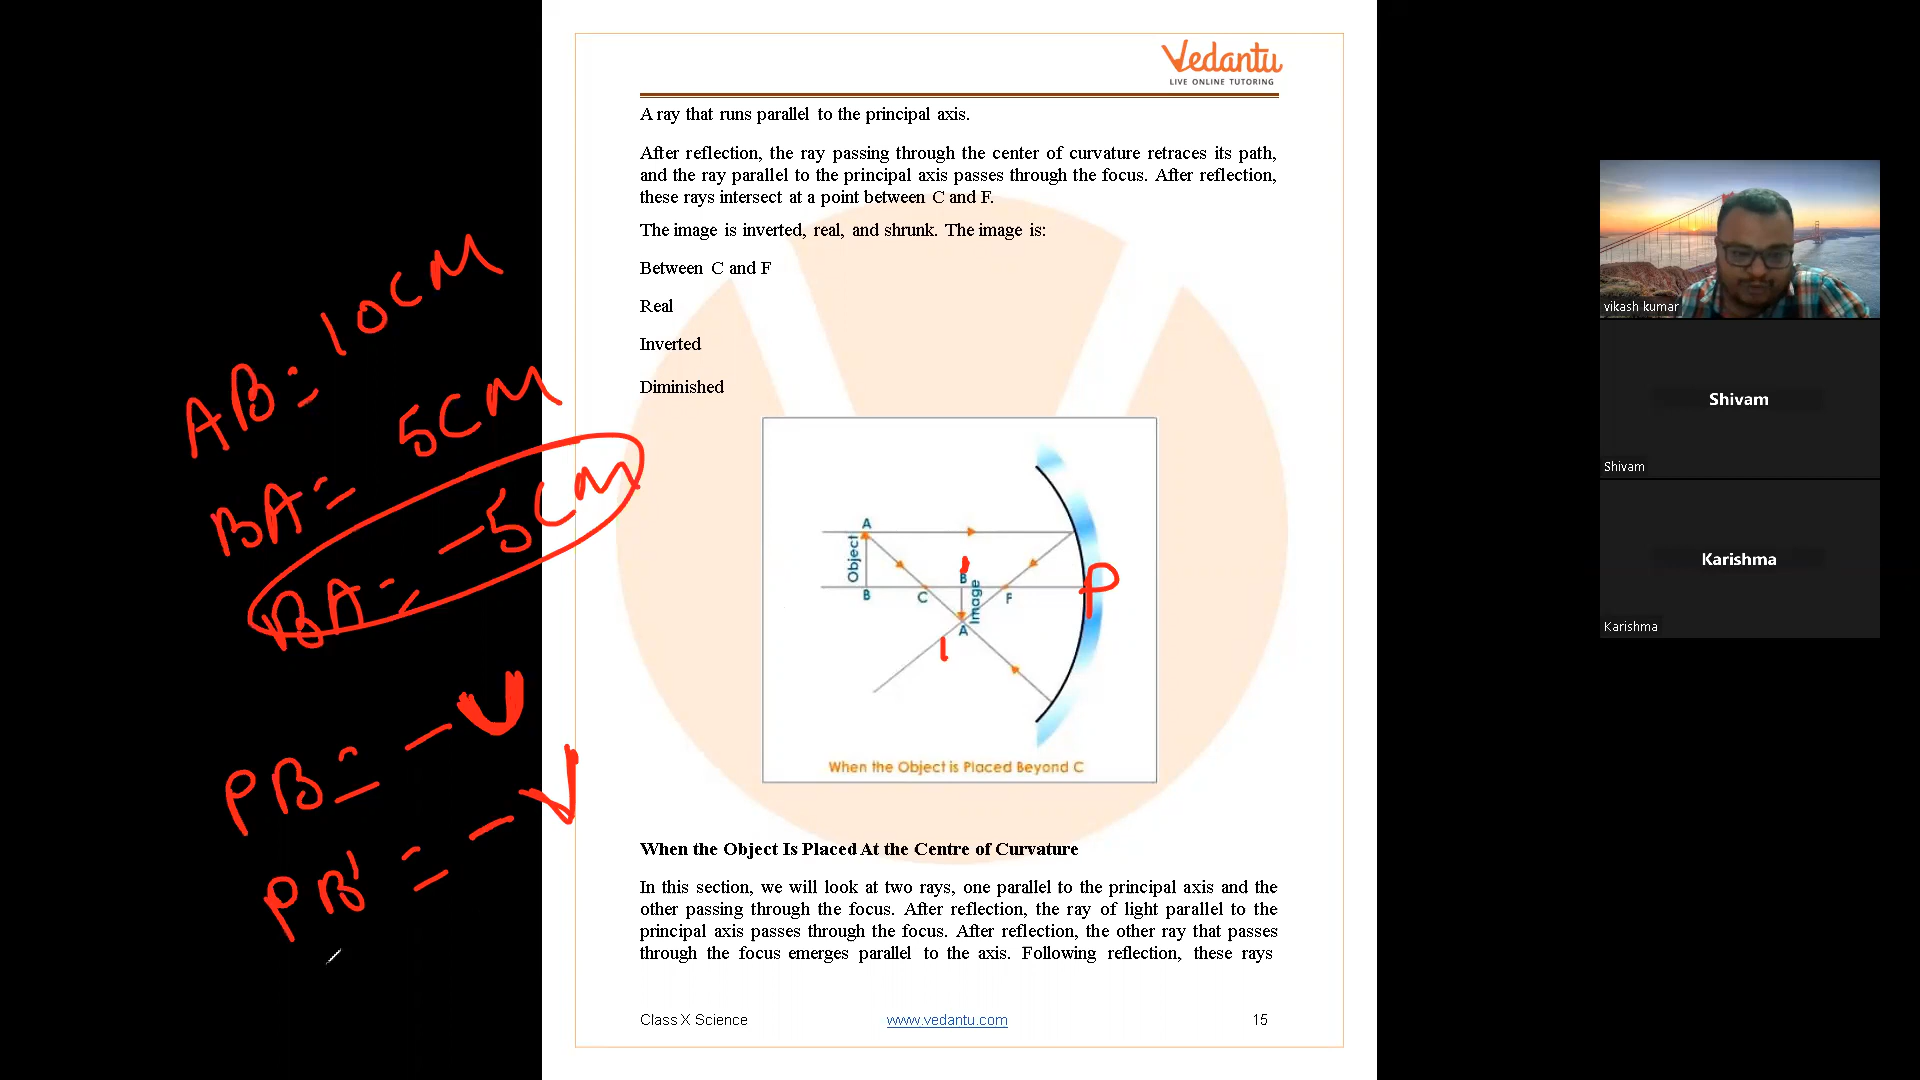 Vedantu
LIVE ONLINE TUTORING
A ray that runs parallel to the principal axis.
After reflection, the ray passing through the center of curvature retraces its path,
and the ray parallel to the principal axis passes through the focus. After reflection,
these rays intersect at a point between C and F.
The image is inverted, real, and shrunk. The image is:
Between C and F
Real
Inverted
Diminished
AB = 10CM
BA = 5CM
BA = -5CM
PB = -U
PB' = -V
A
Object
B
C
B
Image
A
F
P
When the Object is Placed Beyond C
When the Object Is Placed At the Centre of Curvature
In this section, we will look at two rays, one parallel to the principal axis and the
other passing through the focus. After reflection, the ray of light parallel to the
principal axis passes through the focus. After reflection, the other ray that passes
through the focus emerges parallel to the axis. Following reflection, these rays
Class X Science
www.vedantu.com
15
vikash kumar
Shivam
Shivam
Karishma
Karishma